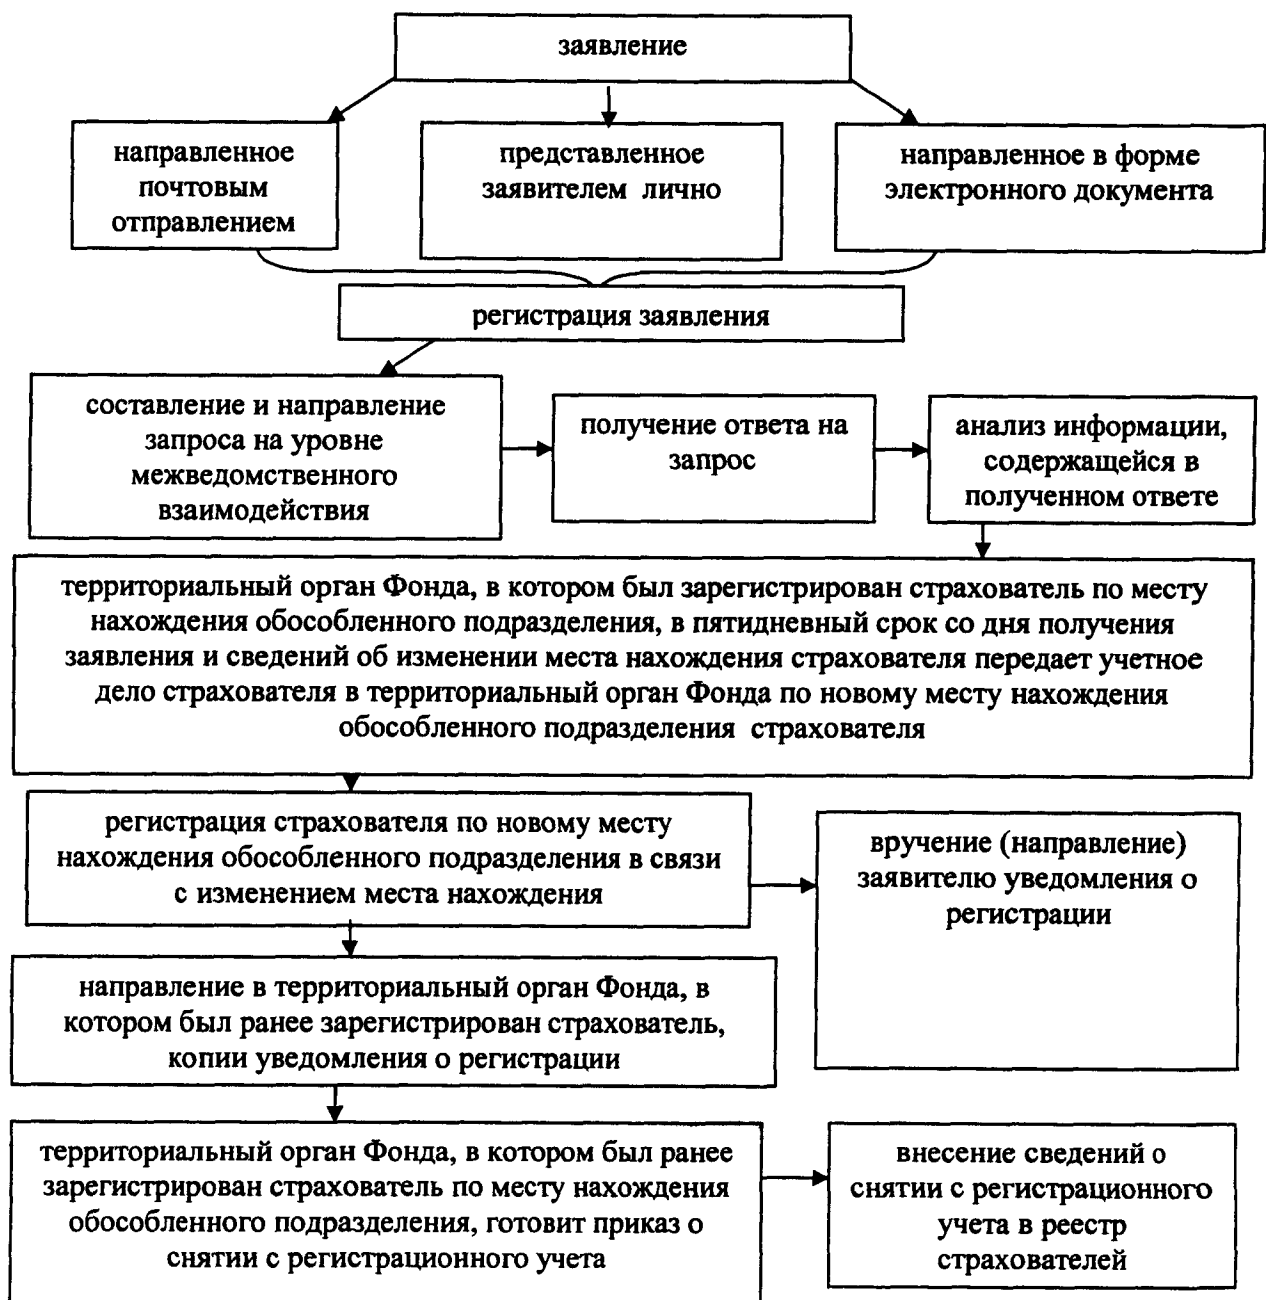 заявление
направленное
почтовым
отправлением
представленное
заявителем лично
направленное в форме
электронного документа
регистрация заявления
составление и направление
запроса на уровне
межведомственного
взаимодействия
получение ответа на
запрос
анализ информации,
содержащейся в
полученном ответе
территориальный орган Фонда, в котором был зарегистрирован страхователь по месту
нахождения обособленного подразделения, в пятидневный срок со дня получения
заявления и сведений об изменении места нахождения страхователя передает учетное
дело страхователя в территориальный орган Фонда по новому месту нахождения
обособленного подразделения страхователя
регистрация страхователя по новому месту
нахождения обособленного подразделения в связи
с изменением места нахождения
вручение (направление)
заявителю уведомления о
регистрации
направление в территориальный орган Фонда, в
котором был ранее зарегистрирован страхователь,
копии уведомления о регистрации
территориальный орган Фонда, в котором был ранее
зарегистрирован страхователь по месту нахождения
обособленного подразделения, готовит приказ о
снятии с регистрационного учета
внесение сведений о
снятии с регистрационного
учета в реестр
страхователей